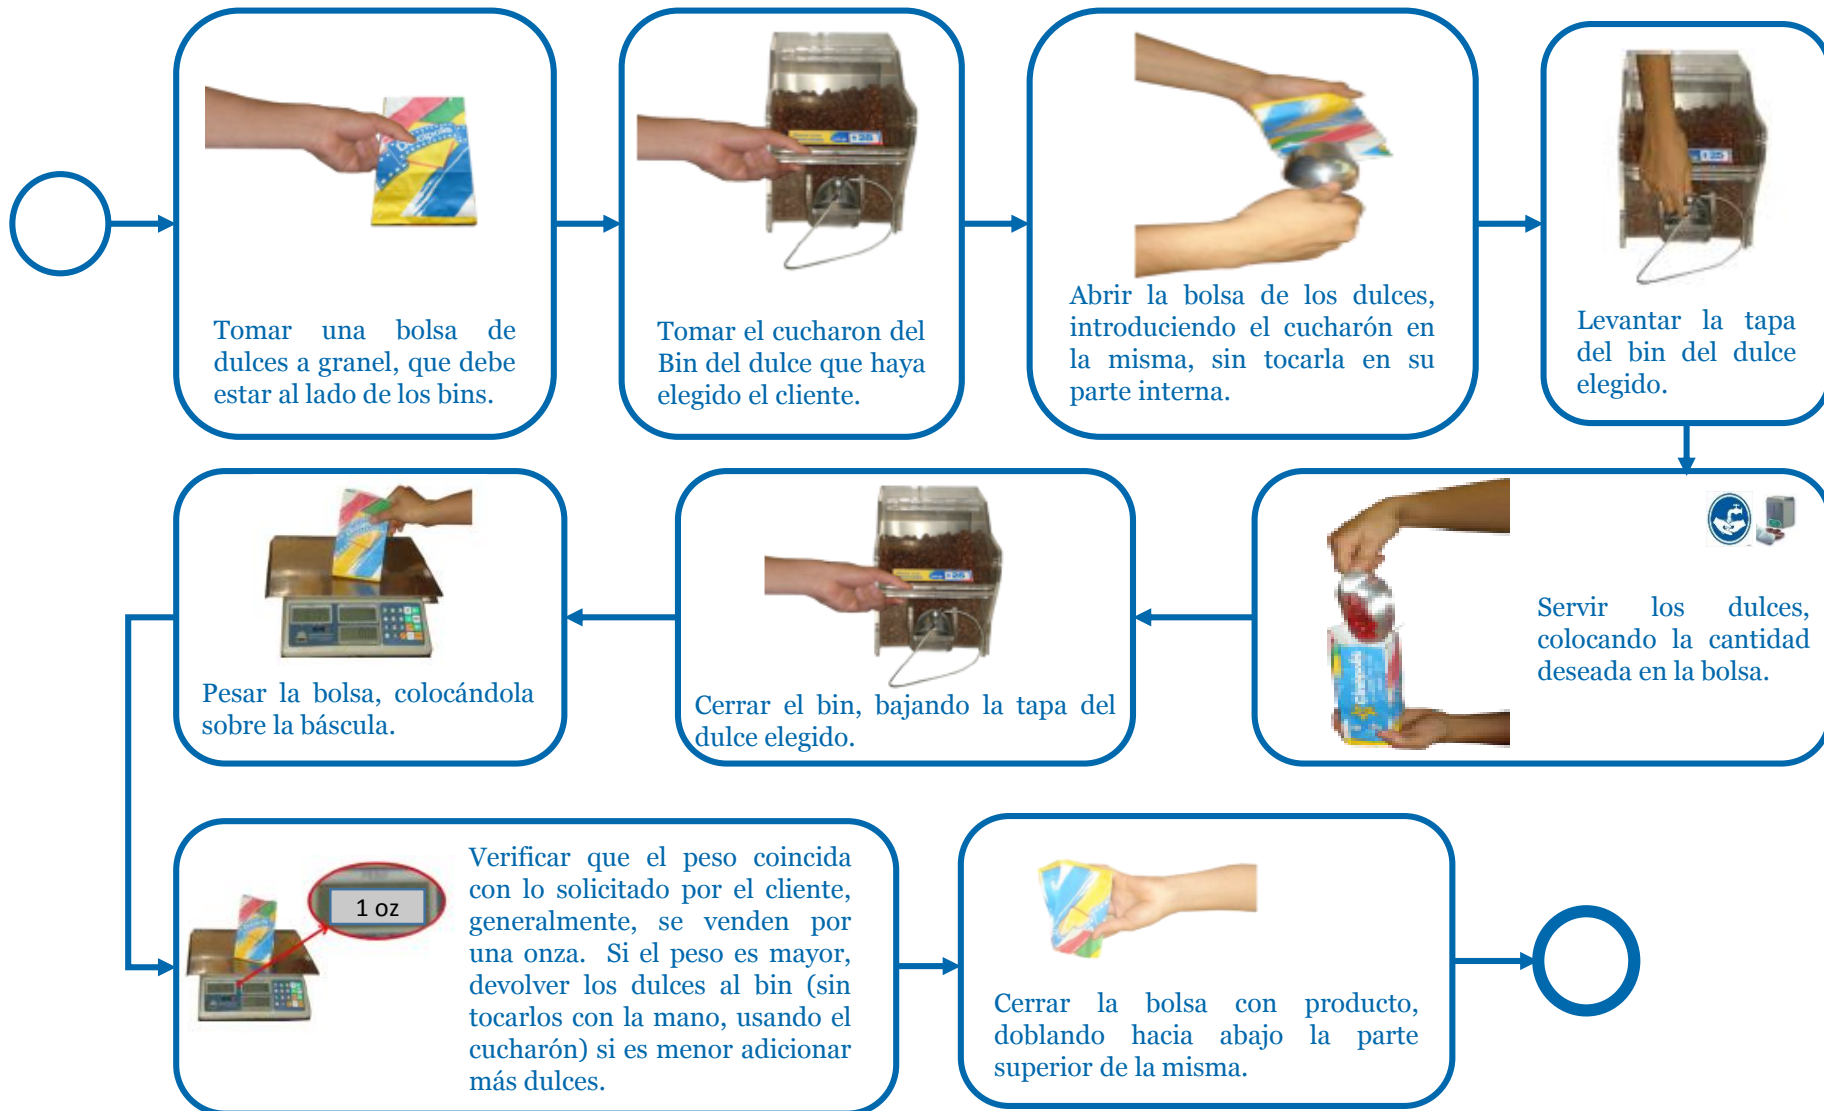 Tomar una bolsa de
dulces a granel, que debe
estar al lado de los bins.
Tomar el cucharon del
Bin del dulce que haya
elegido el cliente.
Abrir la bolsa de los dulces,
introduciendo el cucharón en
la misma, sin tocarla en su
parte interna.
Levantar la tapa
del bin del dulce
elegido.
Servir los dulces,
colocando la cantidad
deseada en la bolsa.
Cerrar el bin, bajando la tapa del
dulce elegido.
Pesar la bolsa, colocándola
sobre la báscula.
1 oz
Verificar que el peso coincida
con lo solicitado por el cliente,
generalmente, se venden por
una onza. Si el peso es mayor,
devolver los dulces al bin (sin
tocarlos con la mano, usando el
cucharón) si es menor adicionar
más dulces.
Cerrar la bolsa con producto,
doblando hacia abajo la parte
superior de la misma.